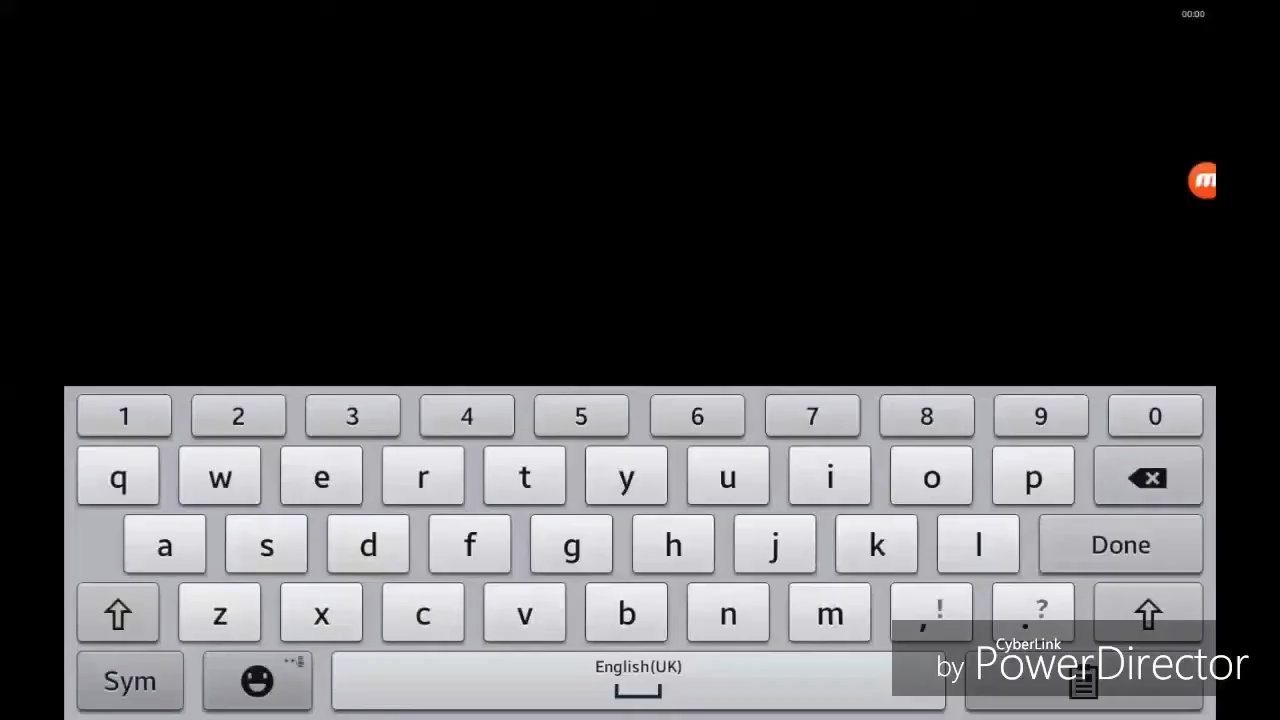 00:00
m
1 2 3 4 5 6 7 8 9 0
q w e r t y u i o p
a s d f g h j k l Done
z x c v b n m , ! . ?
Sym English(UK)
CyberLink
by PowerDirector